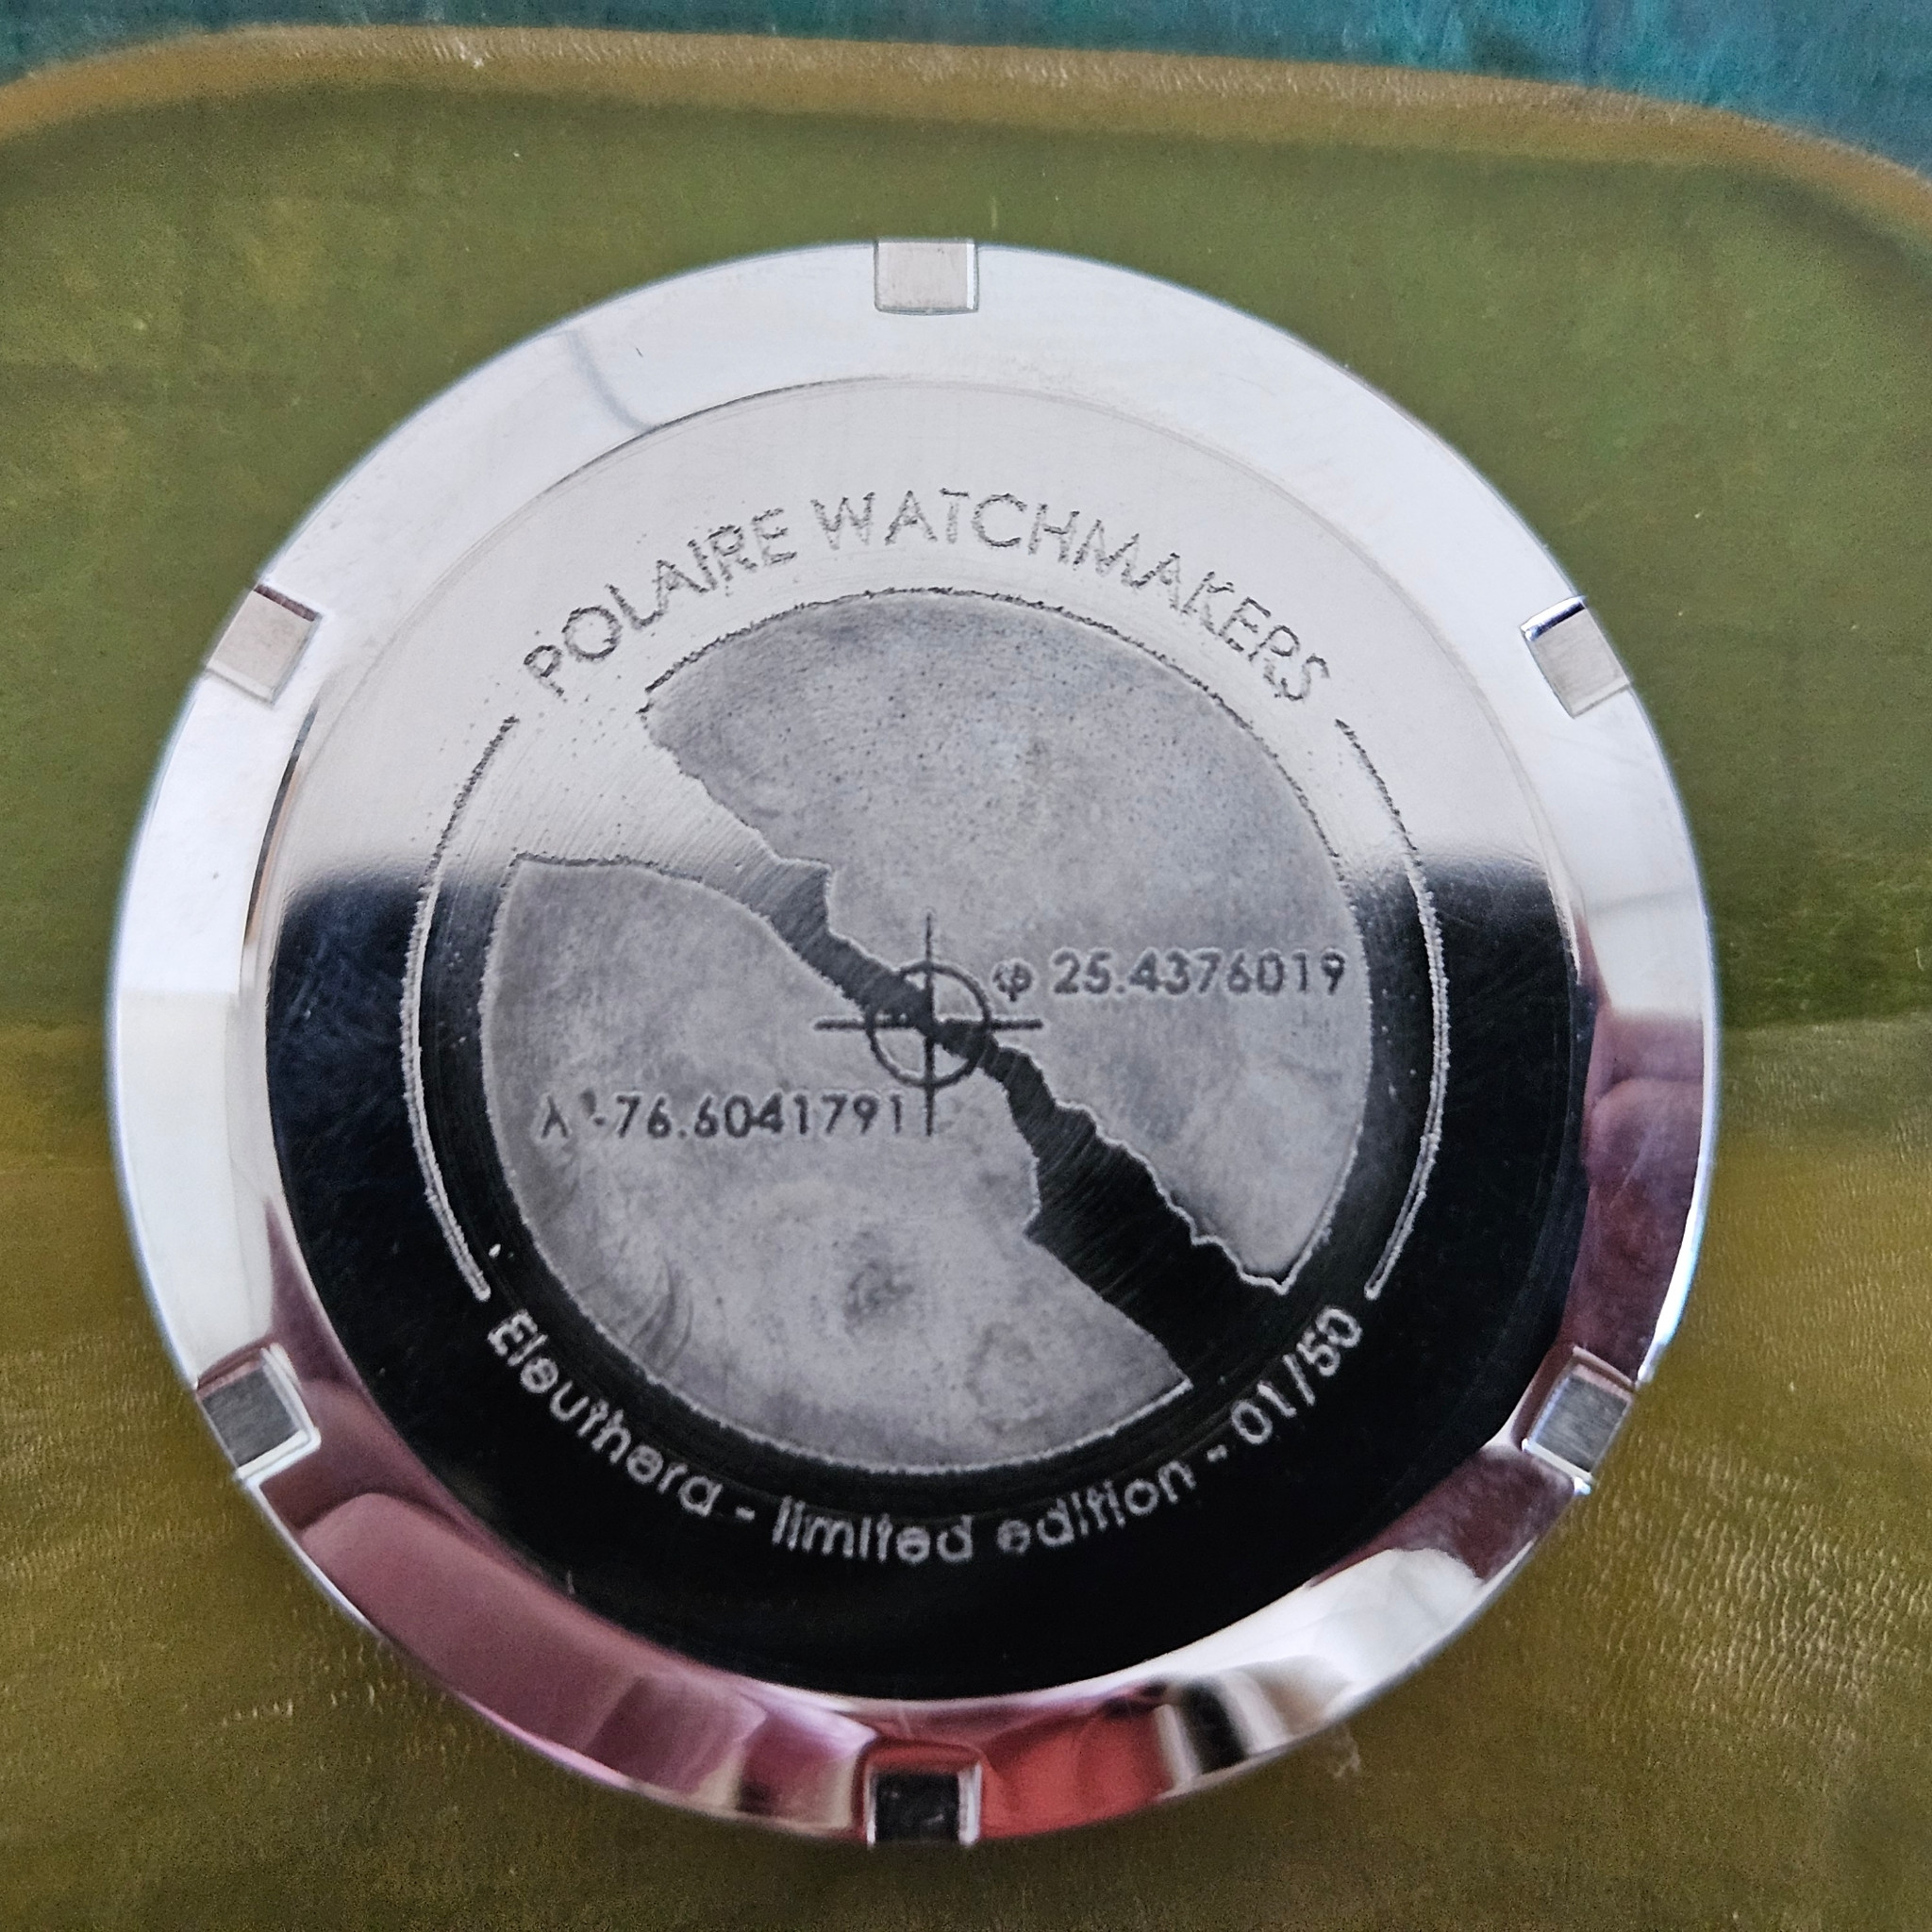 POLAIRE WATCHMAKERS
φ 25.4376019
λ -76.6041791
Eleuthera - limited edition - 01/50